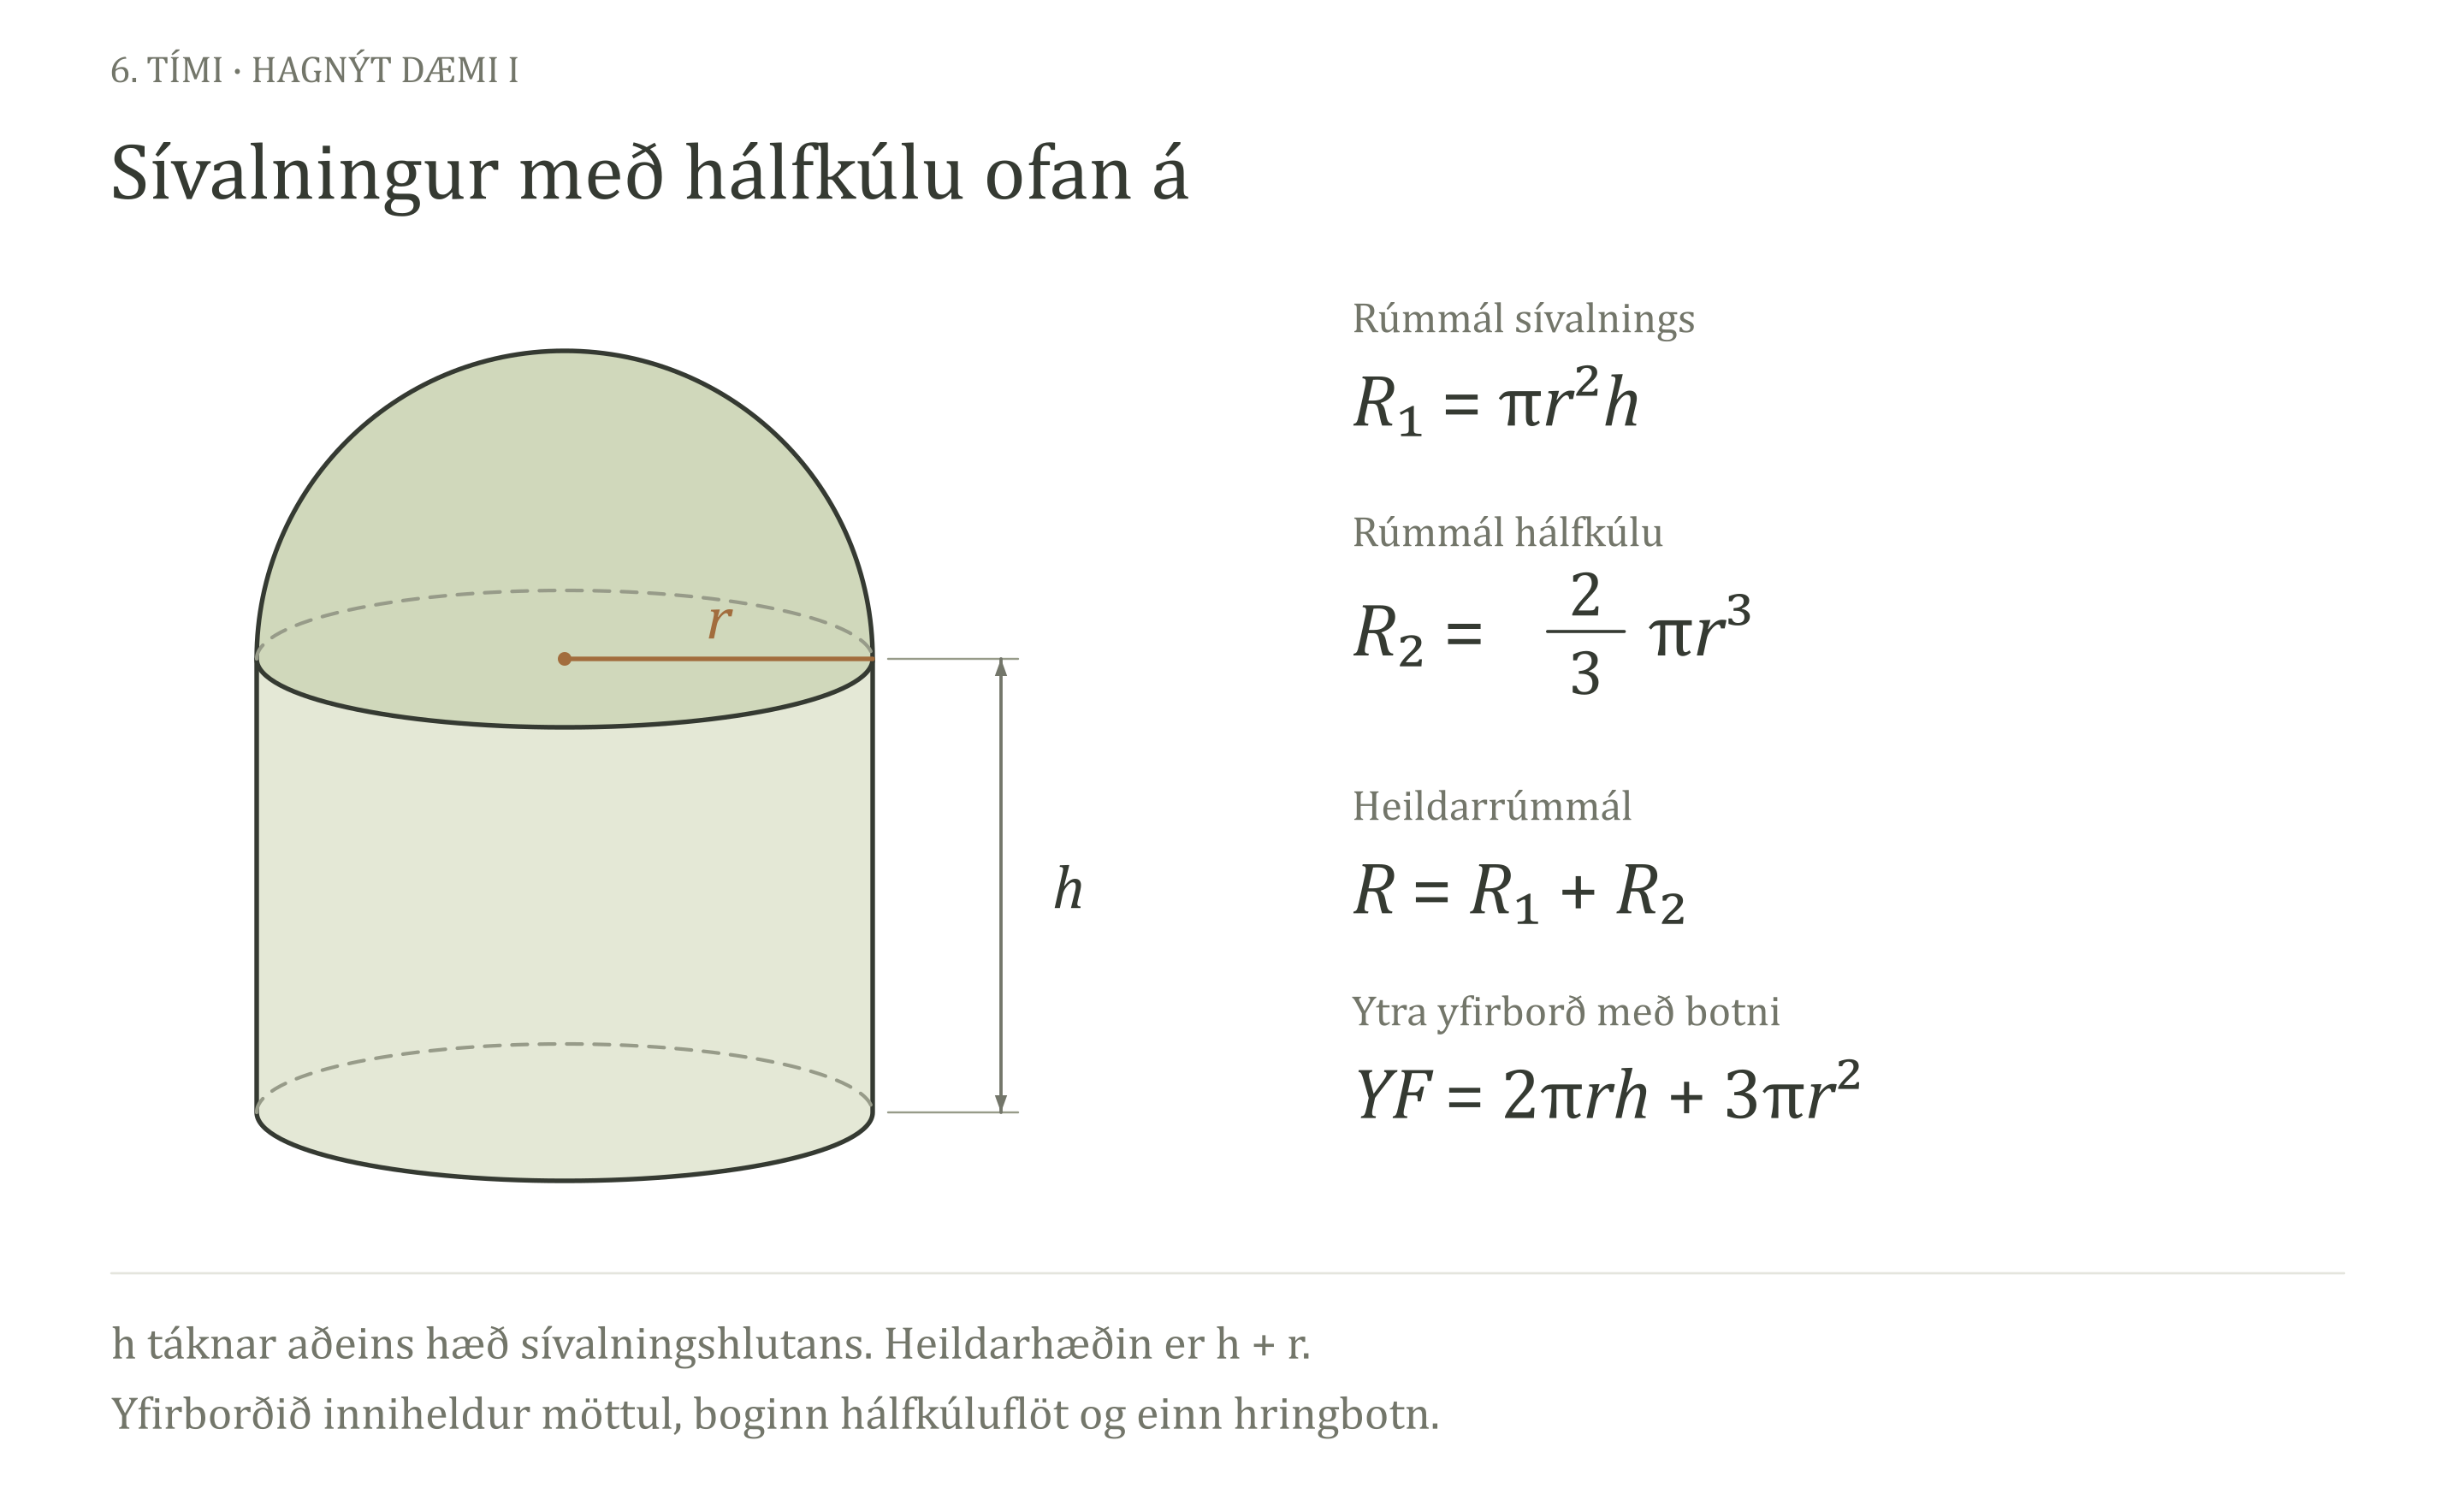 6. TÍMI · HAGNÝT DÆMI I
Sívalningur með hálfkúlu ofan á
r
h
Rúmmál sívalnings
R₁ = πr²h
Rúmmál hálfkúlu
R₂ = 2/3 πr³
Heildarrúmmál
R = R₁ + R₂
Ytra yfirborð með botni
YF = 2πrh + 3πr²
h táknar aðeins hæð sívalningshlutans. Heildarhæðin er h + r.
Yfirborðið inniheldur möttul, boginn hálfkúluflöt og einn hringbotn.